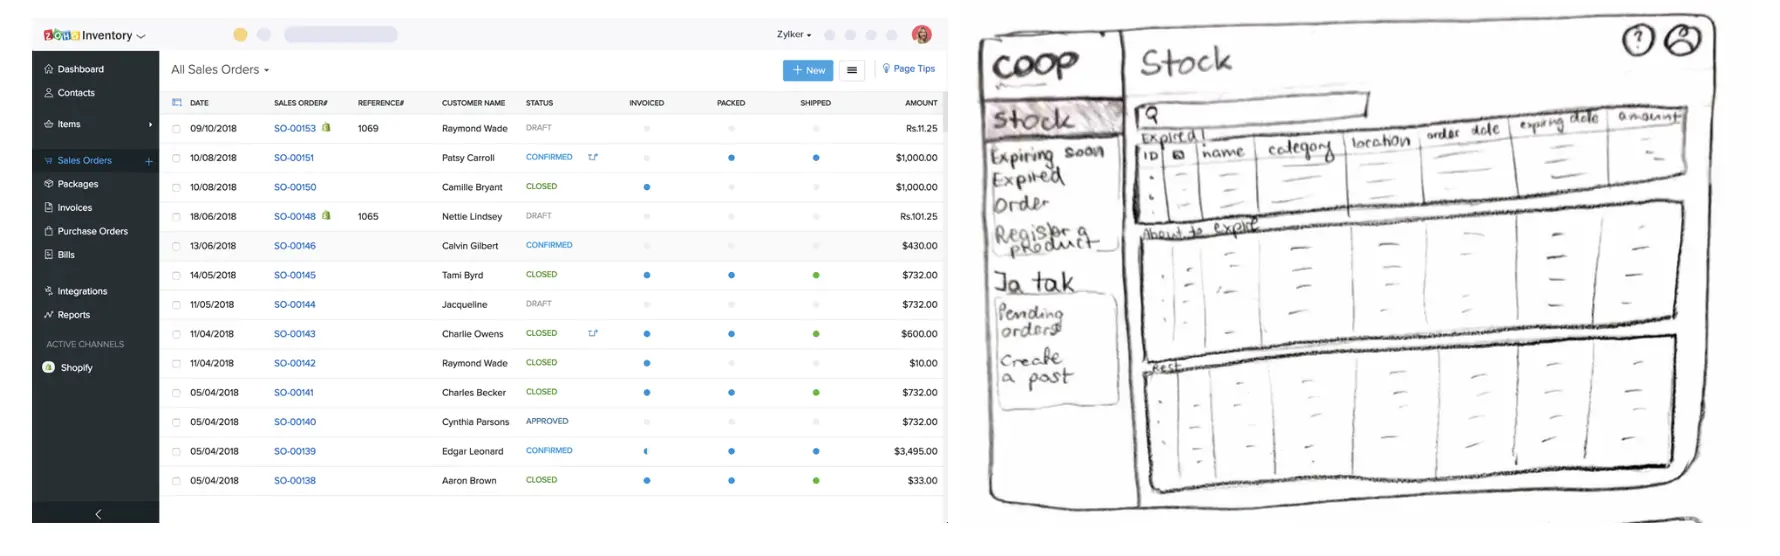 ZOHO Inventory
Zylker
Dashboard
Contacts
Items
Sales Orders +
Packages
Invoices
Purchase Orders
Bills
Integrations
Reports
ACTIVE CHANNELS
Shopify
All Sales Orders
+ New
Page Tips
DATE SALES ORDER# REFERENCE# CUSTOMER NAME STATUS INVOICED PACKED SHIPPED AMOUNT
09/10/2018 SO-00153 1069 Raymond Wade DRAFT Rs.11.25
10/08/2018 SO-00151 Patsy Carroll CONFIRMED $1,000.00
10/08/2018 SO-00150 Camille Bryant CLOSED $1,000.00
18/06/2018 SO-00148 1065 Nettie Lindsey DRAFT Rs.101.25
13/06/2018 SO-00146 Calvin Gilbert CONFIRMED $430.00
14/05/2018 SO-00145 Tami Byrd CLOSED $732.00
11/05/2018 SO-00144 Jacqueline DRAFT $732.00
11/04/2018 SO-00143 Charlie Owens CLOSED $600.00
11/04/2018 SO-00142 Raymond Wade CLOSED $10.00
05/04/2018 SO-00141 Charles Becker CLOSED $732.00
05/04/2018 SO-00140 Cynthia Parsons APPROVED $732.00
05/04/2018 SO-00139 Edgar Leonard CONFIRMED $3,495.00
05/04/2018 SO-00138 Aaron Brown CLOSED $33.00
coop
Stock
?
Stock
Expiring soon
Expired
Order
Register a
product
Ja tak
Pending
orders
Create
a post
Expired!
ID name category location order date expiring date amount
About to expire
Rest